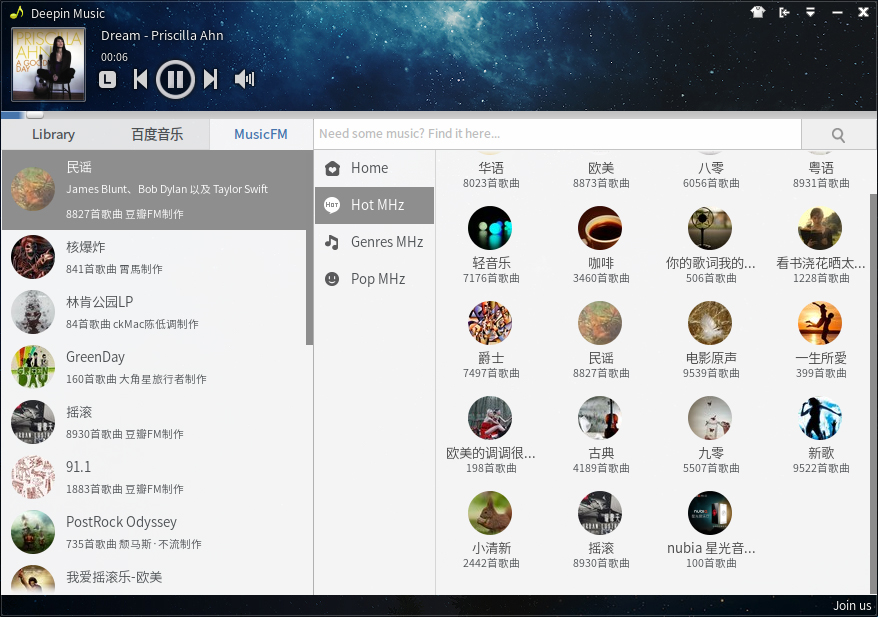 Deepin Music
Dream - Priscilla Ahn
00:06
PRISCILLA
AHN
A GOOD
DAY
L
Library
百度音乐
MusicFM
Need some music? Find it here...
民谣
James Blunt、Bob Dylan 以及 Taylor Swift
8827首歌曲 豆瓣FM制作
核爆炸
841首歌曲 霄馬制作
林肯公园LP
84首歌曲 ckMac陈低调制作
GreenDay
160首歌曲 大角星旅行者制作
摇滚
8930首歌曲 豆瓣FM制作
91.1
1883首歌曲 豆瓣FM制作
PostRock Odyssey
735首歌曲 颓马斯·不流制作
我爱摇滚乐-欧美
Home
HOT
Hot MHz
Genres MHz
Pop MHz
华语
欧美
八零
粤语
8023首歌曲
8873首歌曲
6056首歌曲
8931首歌曲
轻音乐
咖啡
你的歌词我的...
看书浇花晒太...
7176首歌曲
3460首歌曲
506首歌曲
1228首歌曲
爵士
民谣
电影原声
一生所愛
7497首歌曲
8827首歌曲
9539首歌曲
399首歌曲
欧美的调调很...
古典
九零
新歌
198首歌曲
4189首歌曲
5507首歌曲
9522首歌曲
小清新
摇滚
nubia 星光音...
2442首歌曲
8930首歌曲
100首歌曲
Join us